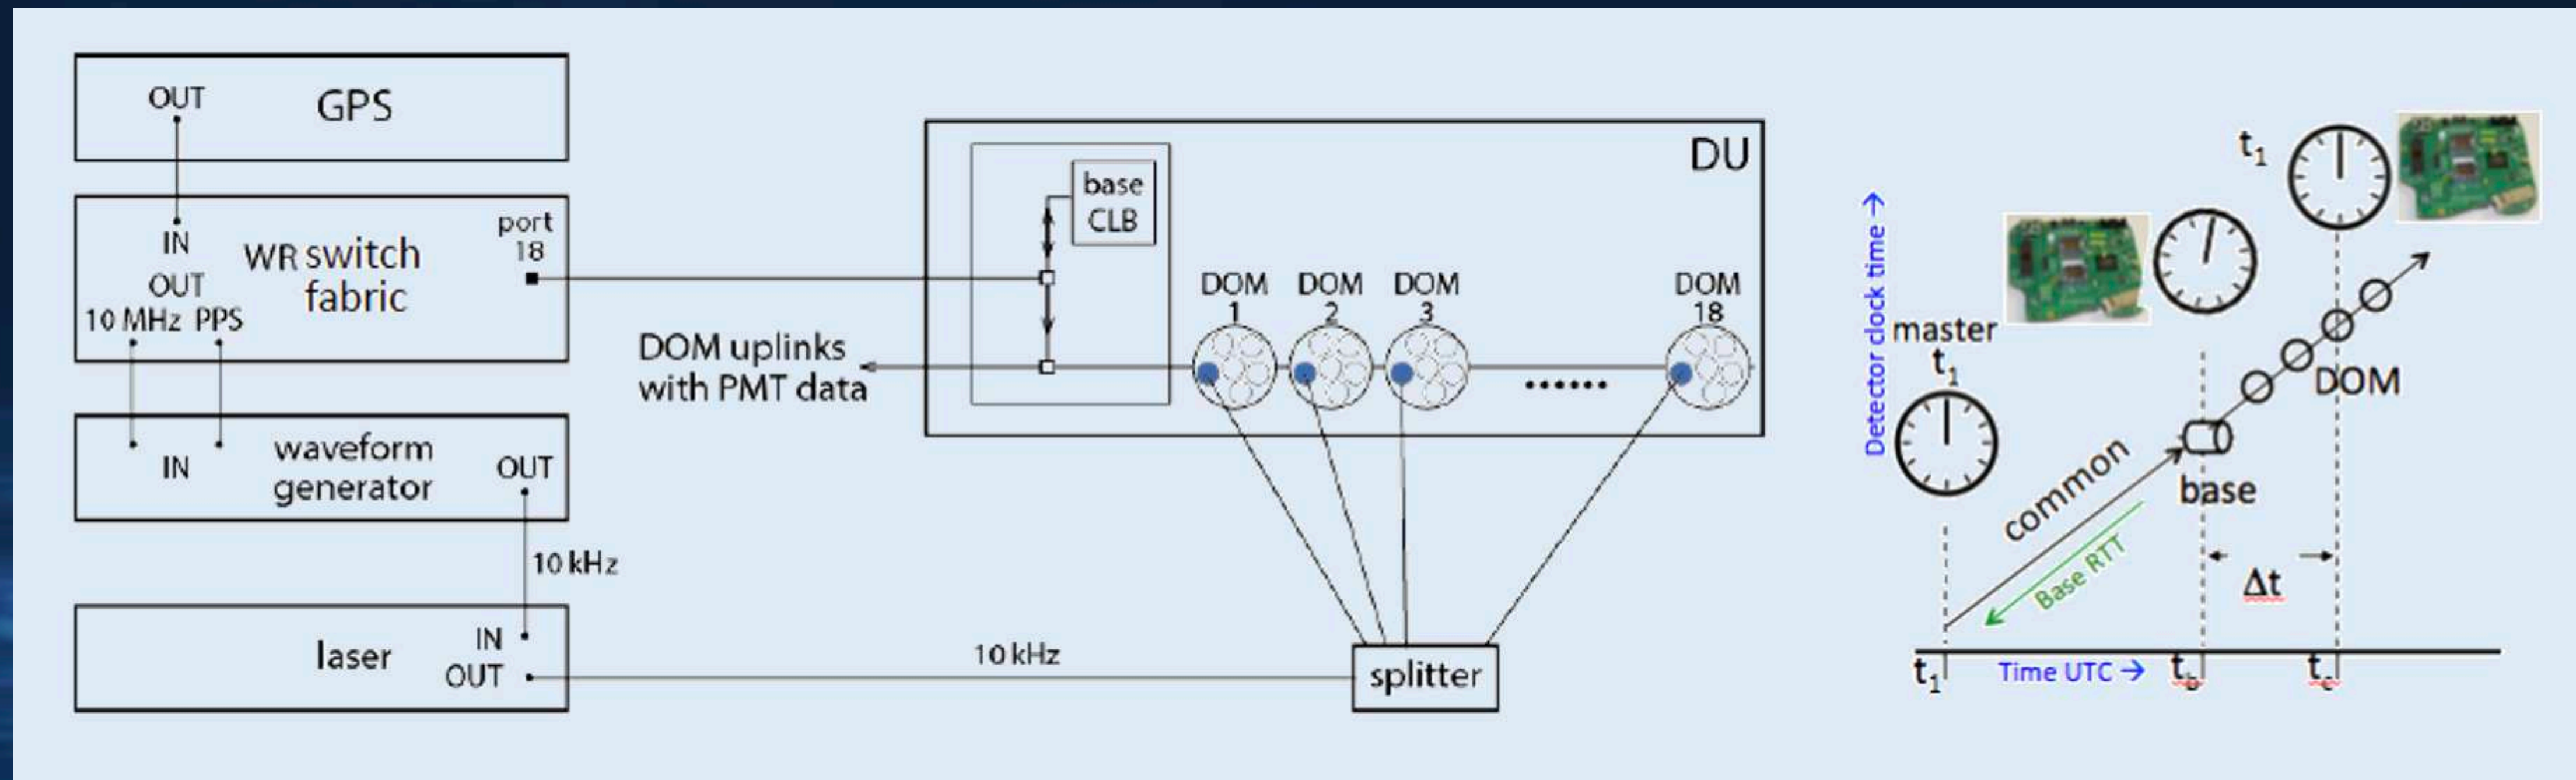 OUT
GPS
IN
WR switch
fabric
OUT
10 MHz PPS
port
18
IN
waveform
generator
OUT
10 kHz
laser
IN
OUT
10 kHz
splitter
DOM uplinks
with PMT data
base
CLB
DU
DOM
1
DOM
2
DOM
3
......
DOM
18
Detector clock time →
master
t1
t1
common
Base RTT
base
DOM
Δt
t1
Time UTC →
tb